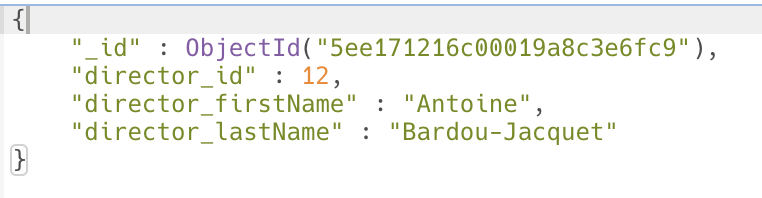 {
"_id" : ObjectId("5ee171216c00019a8c3e6fc9"),
"director_id" : 12,
"director_firstName" : "Antoine",
"director_lastName" : "Bardou-Jacquet"
}